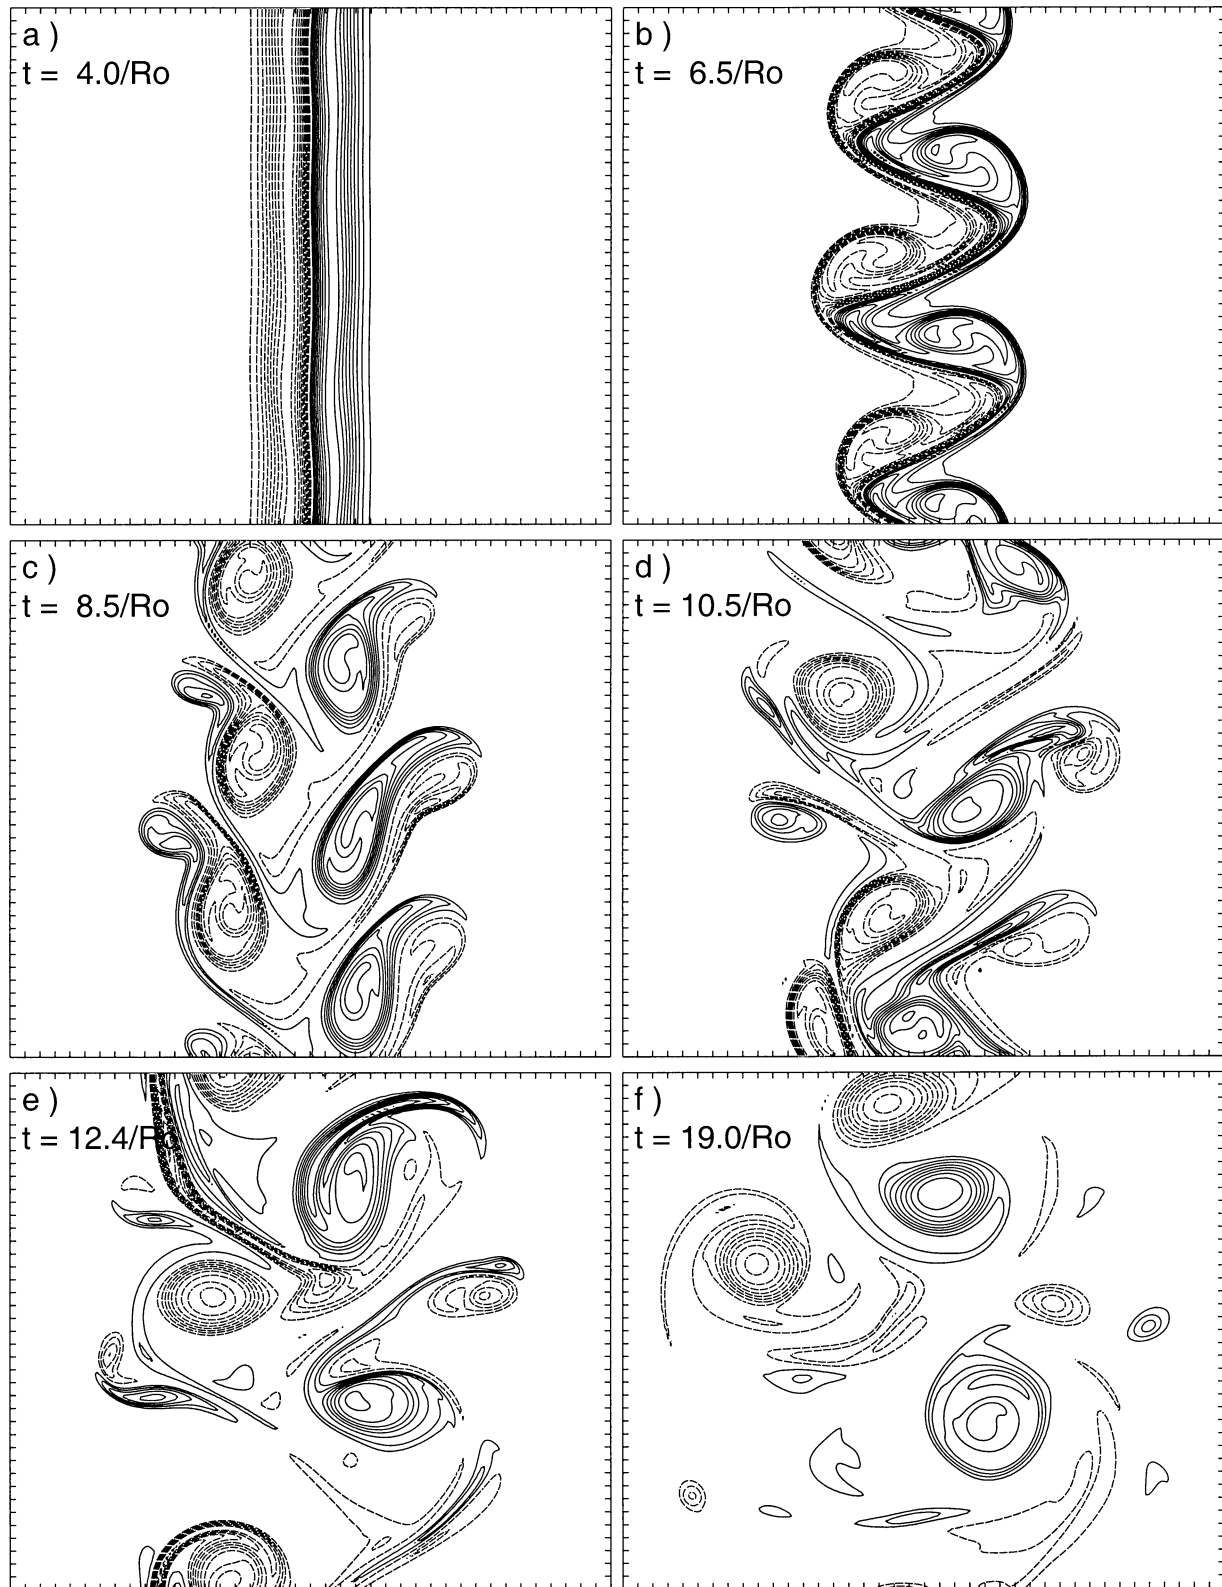 a )
t =  4.0/Ro
b )
t =  6.5/Ro
c )
t =  8.5/Ro
d )
t = 10.5/Ro
e )
t = 12.4/Ro
f )
t = 19.0/Ro